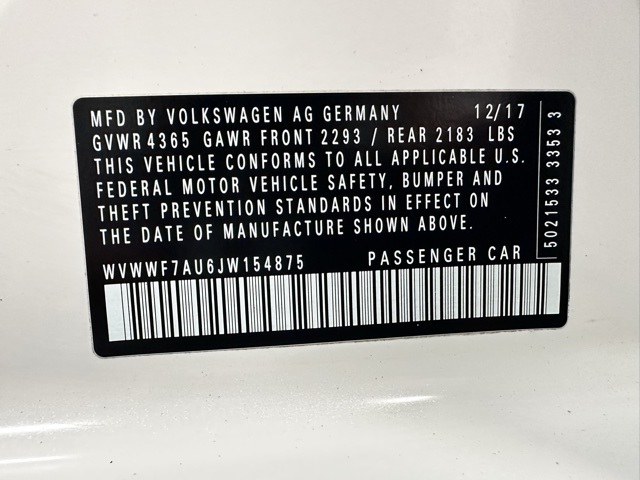 MFD BY VOLKSWAGEN AG GERMANY 12/17
GVWR 4365 GAWR FRONT 2293 / REAR 2183 LBS
THIS VEHICLE CONFORMS TO ALL APPLICABLE U.S.
FEDERAL MOTOR VEHICLE SAFETY, BUMPER AND
THEFT PREVENTION STANDARDS IN EFFECT ON
THE DATE OF MANUFACTURE SHOWN ABOVE.
WVWWF7AU6JW154875 PASSENGER CAR
5021533 3353 3